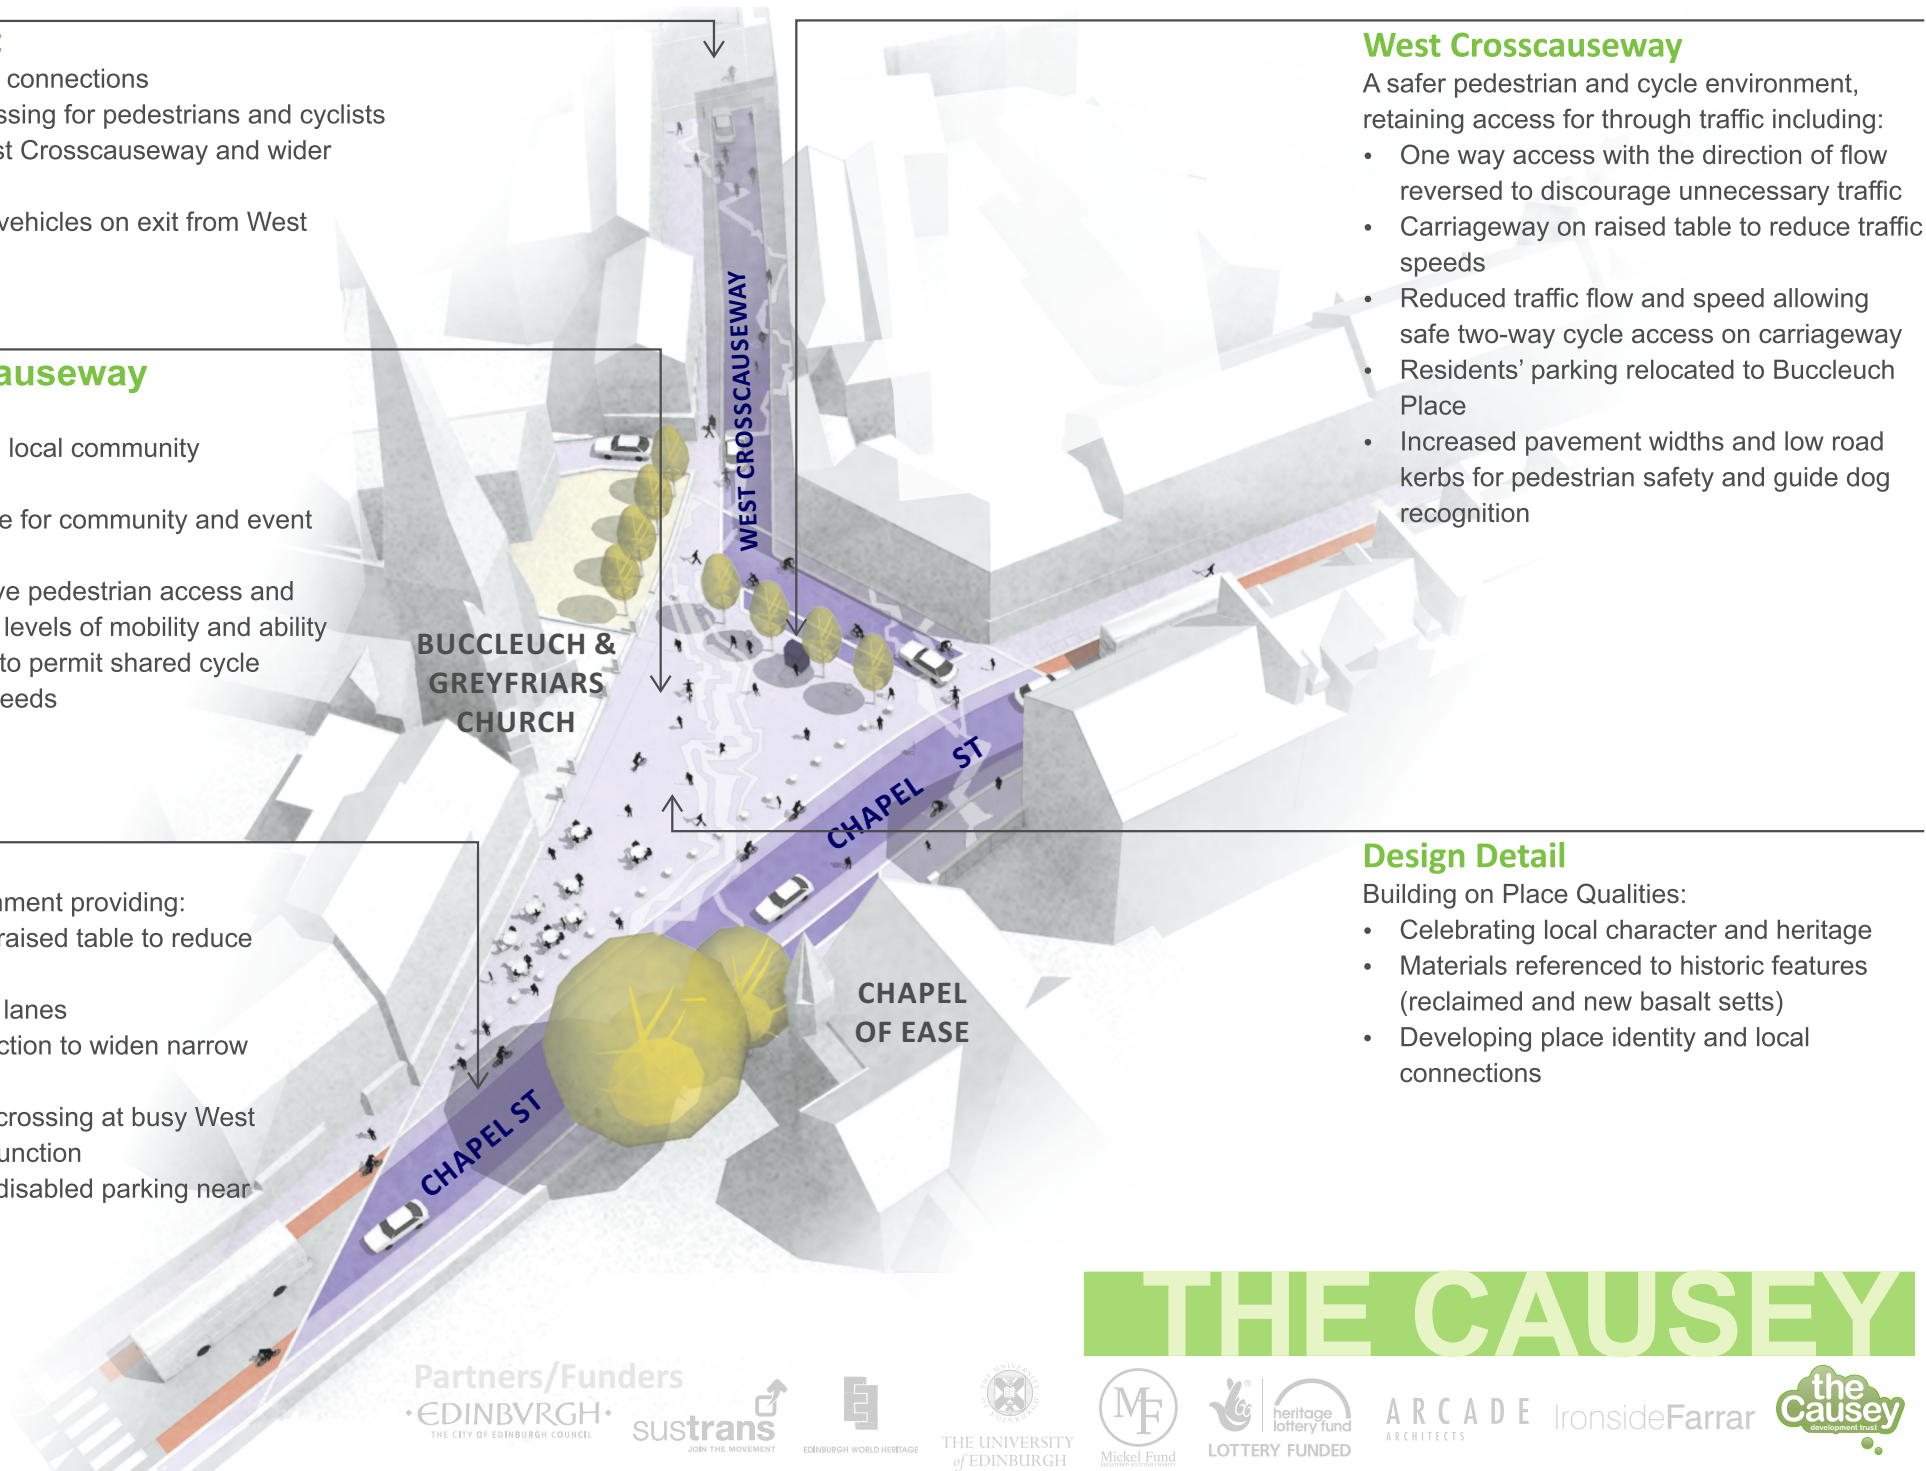 connections
ssing for pedestrians and cyclists
st Crosscauseway and wider
vehicles on exit from West
auseway
local community
e for community and event
ve pedestrian access and
levels of mobility and ability
to permit shared cycle
eeds
nment providing:
raised table to reduce
lanes
ction to widen narrow
crossing at busy West
unction
disabled parking near
WEST CROSSCAUSEWAY
BUCCLEUCH &
GREYFRIARS
CHURCH
CHAPEL ST
CHAPEL ST
CHAPEL
OF EASE
West Crosscauseway
A safer pedestrian and cycle environment,
retaining access for through traffic including:
• One way access with the direction of flow
reversed to discourage unnecessary traffic
• Carriageway on raised table to reduce traffic
speeds
• Reduced traffic flow and speed allowing
safe two-way cycle access on carriageway
• Residents’ parking relocated to Buccleuch
Place
• Increased pavement widths and low road
kerbs for pedestrian safety and guide dog
recognition
Design Detail
Building on Place Qualities:
• Celebrating local character and heritage
• Materials referenced to historic features
(reclaimed and new basalt setts)
• Developing place identity and local
connections
THE CAUSEY
Partners/Funders
·EDINBVRGH·
THE CITY OF EDINBURGH COUNCIL
sustrans
JOIN THE MOVEMENT
EDINBURGH WORLD HERITAGE
THE UNIVERSITY
of EDINBURGH
MF
Mickel Fund
REGISTERED SCOTTISH CHARITY
heritage
lottery fund
LOTTERY FUNDED
ARCADE
ARCHITECTS
IronsideFarrar
the
Causey
development trust